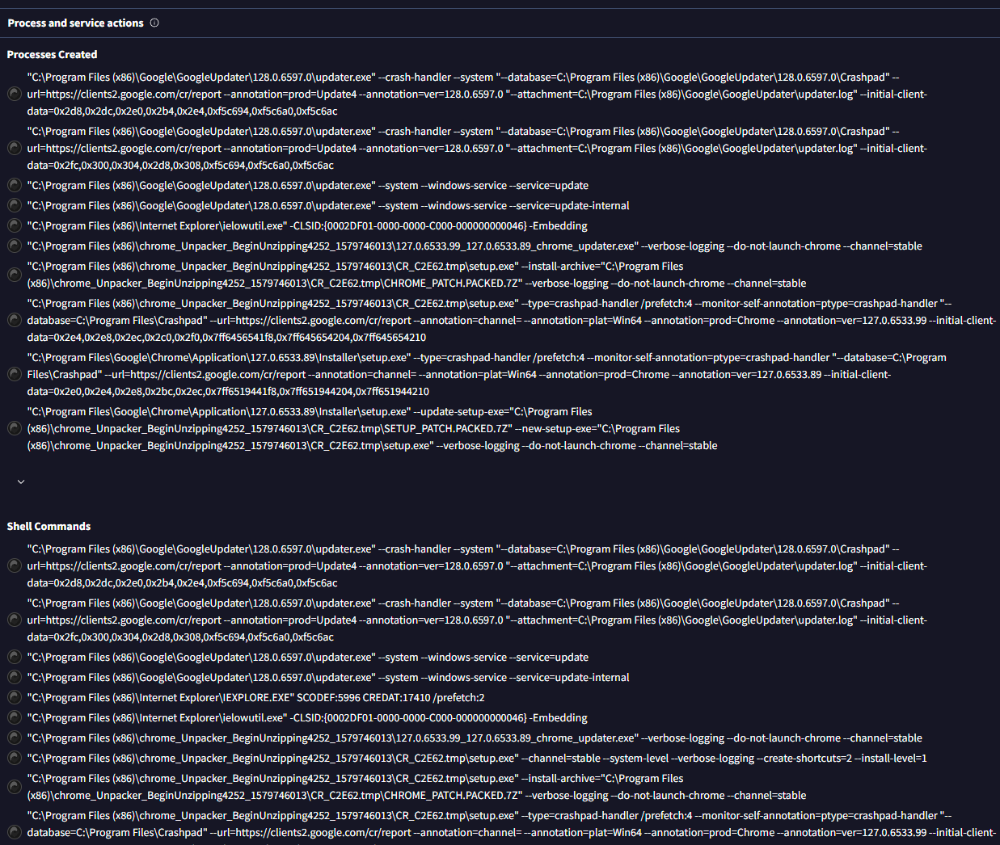 Process and service actions
Processes Created
"C:\Program Files (x86)\Google\GoogleUpdater\128.0.6597.0\updater.exe" --crash-handler --system "--database=C:\Program Files (x86)\Google\GoogleUpdater\128.0.6597.0\Crashpad" --
url=https://clients2.google.com/cr/report --annotation=prod=Update4 --annotation=ver=128.0.6597.0 "--attachment=C:\Program Files (x86)\Google\GoogleUpdater\updater.log" --initial-client-
data=0x2d8,0x2dc,0x2e0,0x2b4,0x2e4,0xf5c694,0xf5c6a0,0xf5c6ac
"C:\Program Files (x86)\Google\GoogleUpdater\128.0.6597.0\updater.exe" --crash-handler --system "--database=C:\Program Files (x86)\Google\GoogleUpdater\128.0.6597.0\Crashpad" --
url=https://clients2.google.com/cr/report --annotation=prod=Update4 --annotation=ver=128.0.6597.0 "--attachment=C:\Program Files (x86)\Google\GoogleUpdater\updater.log" --initial-client-
data=0x2fc,0x300,0x304,0x2d8,0x308,0xf5c694,0xf5c6a0,0xf5c6ac
"C:\Program Files (x86)\Google\GoogleUpdater\128.0.6597.0\updater.exe" --system --windows-service --service=update
"C:\Program Files (x86)\Google\GoogleUpdater\128.0.6597.0\updater.exe" --system --windows-service --service=update-internal
"C:\Program Files (x86)\Internet Explorer\ielowutil.exe" -CLSID:{0002DF01-0000-0000-C000-000000000046} -Embedding
"C:\Program Files (x86)\chrome_Unpacker_BeginUnzipping4252_1579746013\127.0.6533.99_127.0.6533.89_chrome_updater.exe" --verbose-logging --do-not-launch-chrome --channel=stable
"C:\Program Files (x86)\chrome_Unpacker_BeginUnzipping4252_1579746013\CR_C2E62.tmp\setup.exe" --install-archive="C:\Program Files
(x86)\chrome_Unpacker_BeginUnzipping4252_1579746013\CR_C2E62.tmp\CHROME_PATCH.PACKED.7Z" --verbose-logging --do-not-launch-chrome --channel=stable
"C:\Program Files (x86)\chrome_Unpacker_BeginUnzipping4252_1579746013\CR_C2E62.tmp\setup.exe" --type=crashpad-handler /prefetch:4 --monitor-self-annotation=ptype=crashpad-handler "--
database=C:\Program Files\Crashpad" --url=https://clients2.google.com/cr/report --annotation=channel= --annotation=plat=Win64 --annotation=prod=Chrome --annotation=ver=127.0.6533.99 --initial-client-
data=0x2e4,0x2e8,0x2ec,0x2c0,0x2f0,0x7ff6456541f8,0x7ff645654204,0x7ff645654210
"C:\Program Files\Google\Chrome\Application\127.0.6533.89\Installer\setup.exe" --type=crashpad-handler /prefetch:4 --monitor-self-annotation=ptype=crashpad-handler "--database=C:\Program
Files\Crashpad" --url=https://clients2.google.com/cr/report --annotation=channel= --annotation=plat=Win64 --annotation=prod=Chrome --annotation=ver=127.0.6533.89 --initial-client-
data=0x2e0,0x2e4,0x2e8,0x2bc,0x2ec,0x7ff6519441f8,0x7ff651944204,0x7ff651944210
"C:\Program Files\Google\Chrome\Application\127.0.6533.89\Installer\setup.exe" --update-setup-exe="C:\Program Files
(x86)\chrome_Unpacker_BeginUnzipping4252_1579746013\CR_C2E62.tmp\SETUP_PATCH.PACKED.7Z" --new-setup-exe="C:\Program Files
(x86)\chrome_Unpacker_BeginUnzipping4252_1579746013\CR_C2E62.tmp\setup.exe" --verbose-logging --do-not-launch-chrome --channel=stable
Shell Commands
"C:\Program Files (x86)\Google\GoogleUpdater\128.0.6597.0\updater.exe" --crash-handler --system "--database=C:\Program Files (x86)\Google\GoogleUpdater\128.0.6597.0\Crashpad" --
url=https://clients2.google.com/cr/report --annotation=prod=Update4 --annotation=ver=128.0.6597.0 "--attachment=C:\Program Files (x86)\Google\GoogleUpdater\updater.log" --initial-client-
data=0x2d8,0x2dc,0x2e0,0x2b4,0x2e4,0xf5c694,0xf5c6a0,0xf5c6ac
"C:\Program Files (x86)\Google\GoogleUpdater\128.0.6597.0\updater.exe" --crash-handler --system "--database=C:\Program Files (x86)\Google\GoogleUpdater\128.0.6597.0\Crashpad" --
url=https://clients2.google.com/cr/report --annotation=prod=Update4 --annotation=ver=128.0.6597.0 "--attachment=C:\Program Files (x86)\Google\GoogleUpdater\updater.log" --initial-client-
data=0x2fc,0x300,0x304,0x2d8,0x308,0xf5c694,0xf5c6a0,0xf5c6ac
"C:\Program Files (x86)\Google\GoogleUpdater\128.0.6597.0\updater.exe" --system --windows-service --service=update
"C:\Program Files (x86)\Google\GoogleUpdater\128.0.6597.0\updater.exe" --system --windows-service --service=update-internal
"C:\Program Files (x86)\Internet Explorer\IEXPLORE.EXE" SCODEF:5996 CREDAT:17410 /prefetch:2
"C:\Program Files (x86)\Internet Explorer\ielowutil.exe" -CLSID:{0002DF01-0000-0000-C000-000000000046} -Embedding
"C:\Program Files (x86)\chrome_Unpacker_BeginUnzipping4252_1579746013\127.0.6533.99_127.0.6533.89_chrome_updater.exe" --verbose-logging --do-not-launch-chrome --channel=stable
"C:\Program Files (x86)\chrome_Unpacker_BeginUnzipping4252_1579746013\CR_C2E62.tmp\setup.exe" --channel=stable --system-level --verbose-logging --create-shortcuts=2 --install-level=1
"C:\Program Files (x86)\chrome_Unpacker_BeginUnzipping4252_1579746013\CR_C2E62.tmp\setup.exe" --install-archive="C:\Program Files
(x86)\chrome_Unpacker_BeginUnzipping4252_1579746013\CR_C2E62.tmp\CHROME_PATCH.PACKED.7Z" --verbose-logging --do-not-launch-chrome --channel=stable
"C:\Program Files (x86)\chrome_Unpacker_BeginUnzipping4252_1579746013\CR_C2E62.tmp\setup.exe" --type=crashpad-handler /prefetch:4 --monitor-self-annotation=ptype=crashpad-handler "--
database=C:\Program Files\Crashpad" --url=https://clients2.google.com/cr/report --annotation=channel= --annotation=plat=Win64 --annotation=prod=Chrome --annotation=ver=127.0.6533.99 --initial-client-